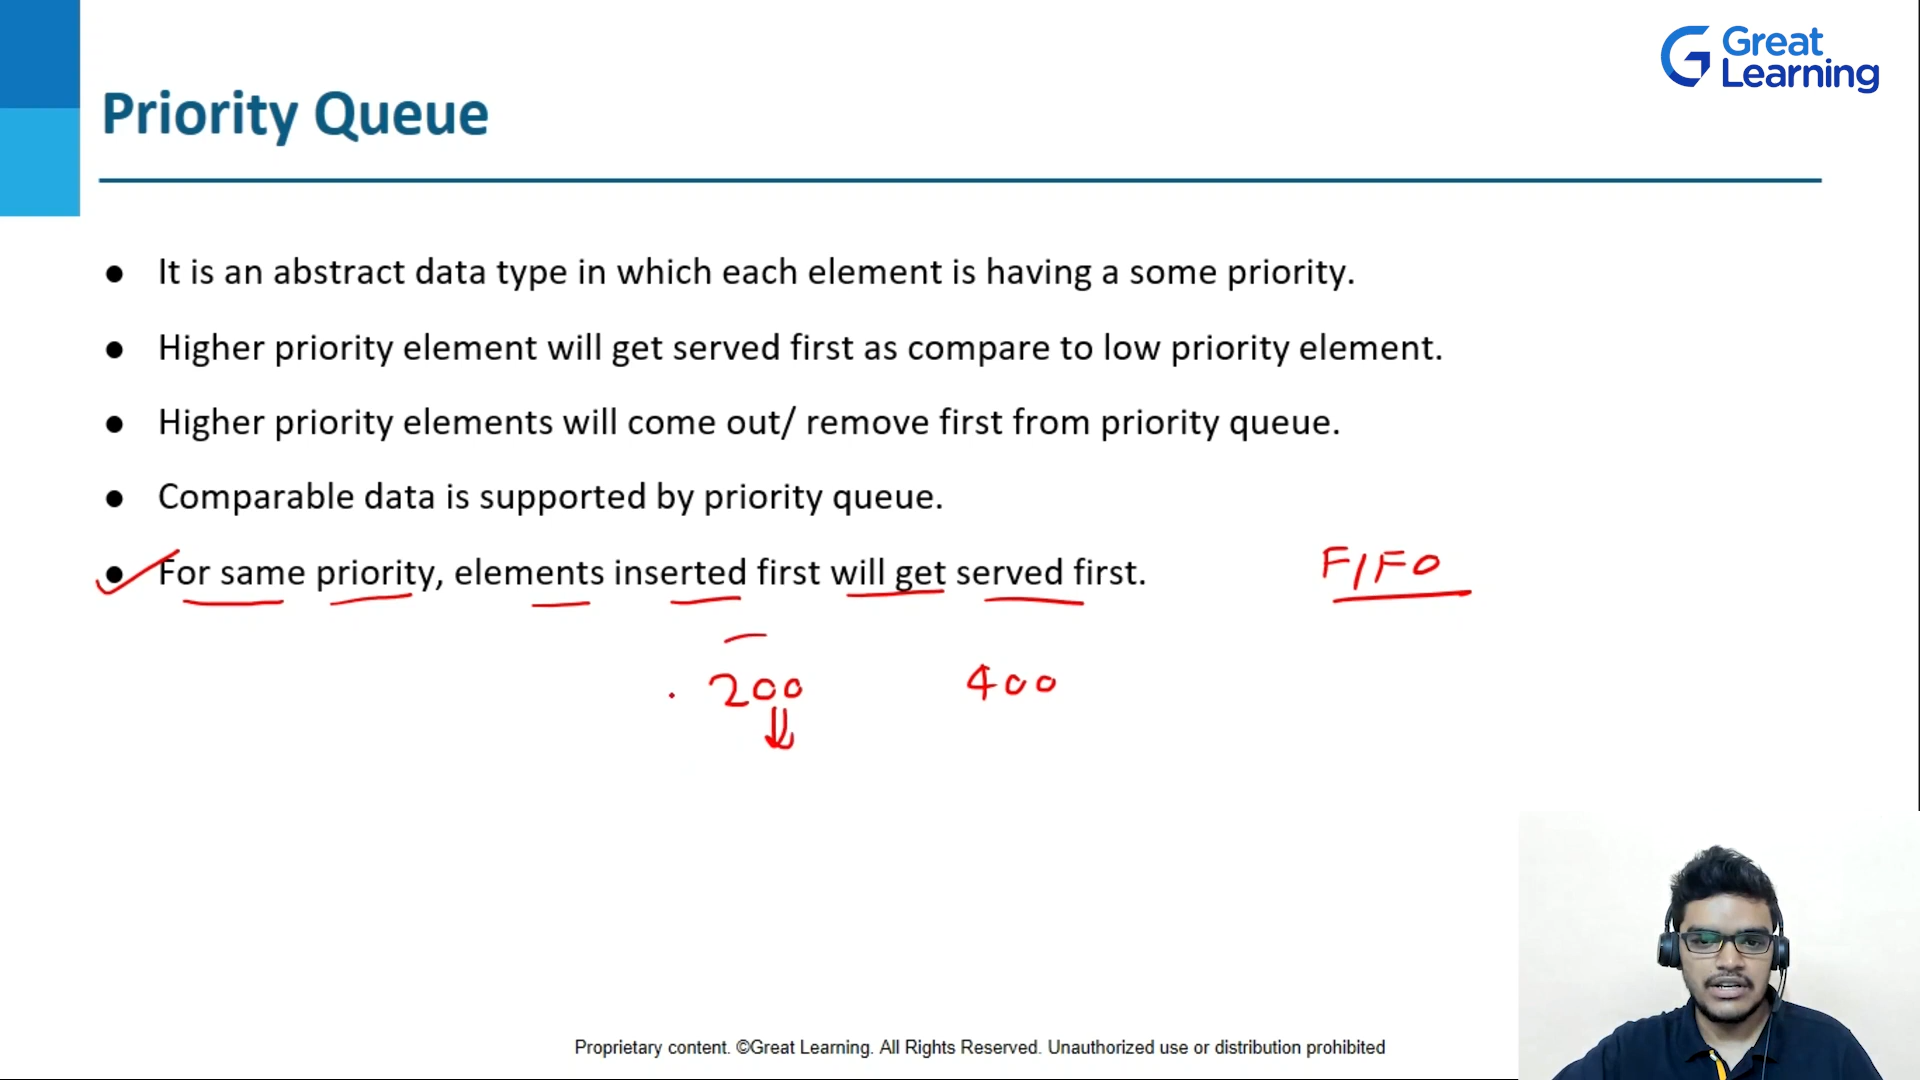 Great
Learning
Priority Queue
● It is an abstract data type in which each element is having a some priority.
● Higher priority element will get served first as compare to low priority element.
● Higher priority elements will come out/ remove first from priority queue.
● Comparable data is supported by priority queue.
● For same priority, elements inserted first will get served first. FIFO
200 400
Proprietary content. ©Great Learning. All Rights Reserved. Unauthorized use or distribution prohibited